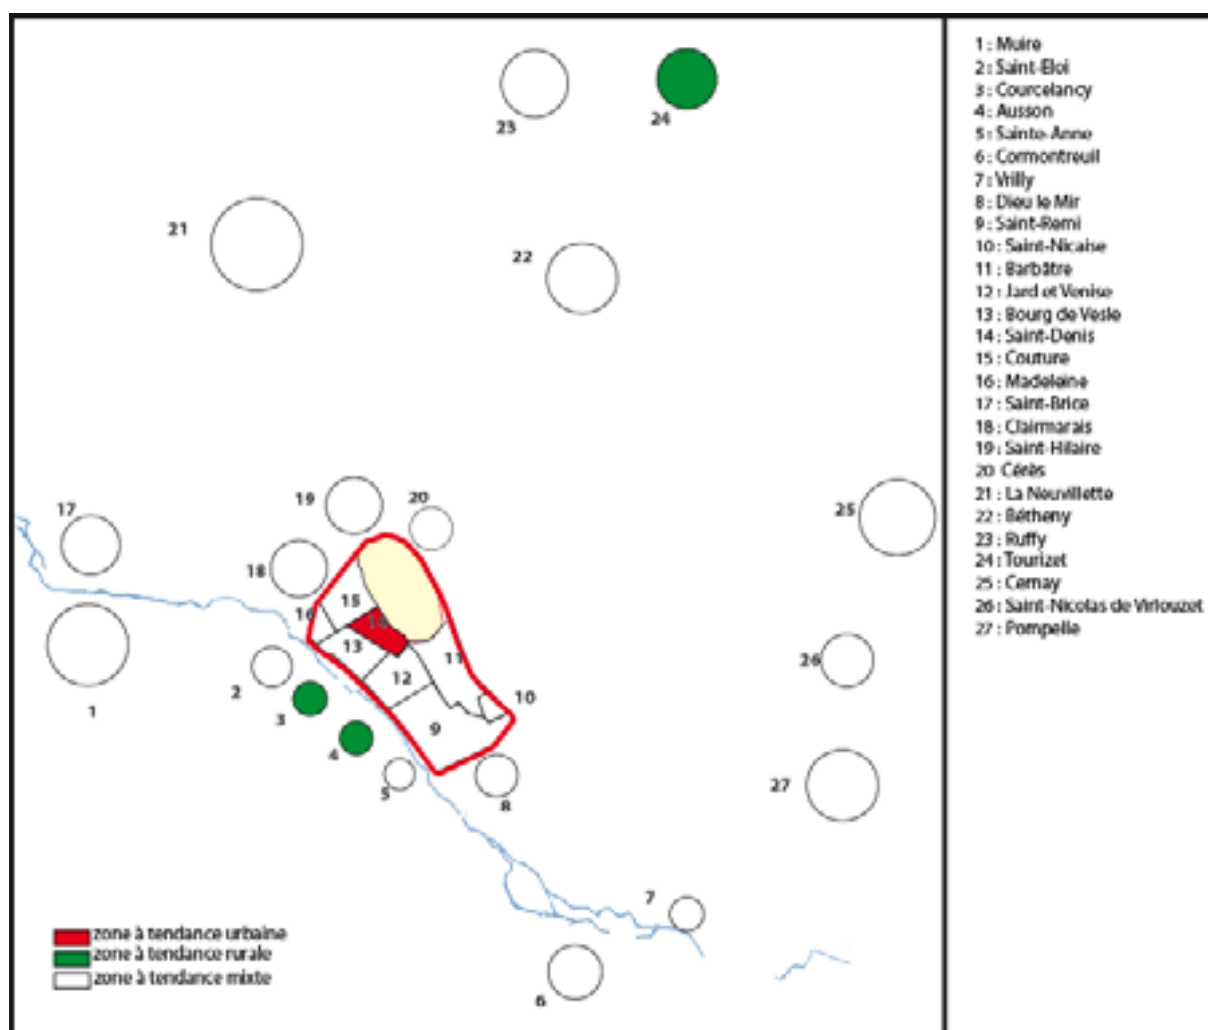 23
24
21
22
19
20
25
17
18
15
16
14
13
11
12
26
2
10
1
3
9
4
5
8
27
7
6
zone à tendance urbaine
zone à tendance rurale
zone à tendance mixte
1 : Muire
2 : Saint-Eloi
3 : Courcelancy
4 : Ausson
5 : Sainte-Anne
6 : Cormontreuil
7 : Vrilly
8 : Dieu le Mir
9 : Saint-Remi
10 : Saint-Nicaise
11 : Barbâtre
12 : Jard et Venise
13 : Bourg de Vesle
14 : Saint-Denis
15 : Couture
16 : Madeleine
17 : Saint-Brice
18 : Clairmarais
19 : Saint-Hilaire
20 Cérès
21 : La Neuvillette
22 : Bétheny
23 : Ruffy
24 : Tourizet
25 : Cernay
26 : Saint-Nicolas de Virlouzet
27 : Pompelle